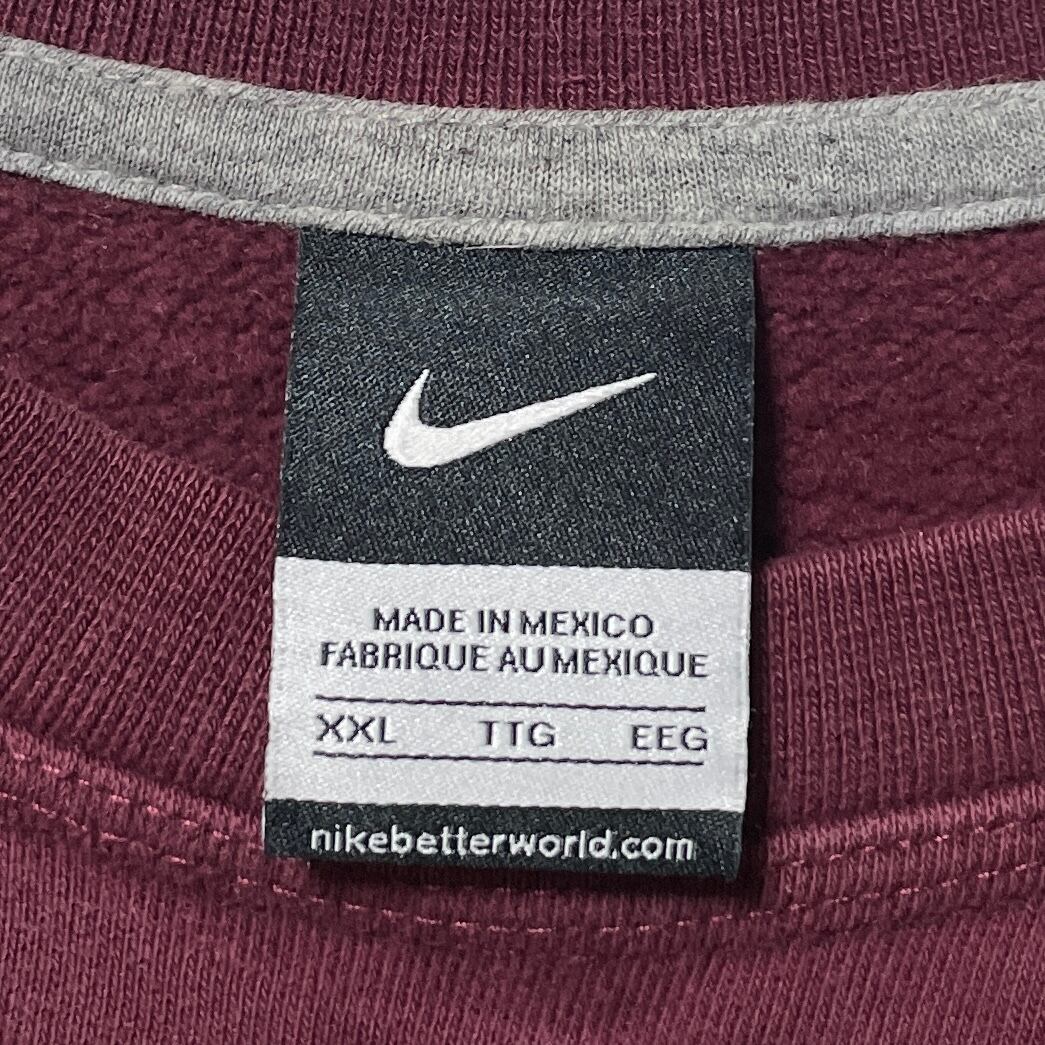 MADE IN MEXICO
FABRIQUE AU MEXIQUE
XXL TTG EEG
nikebetterworld.com